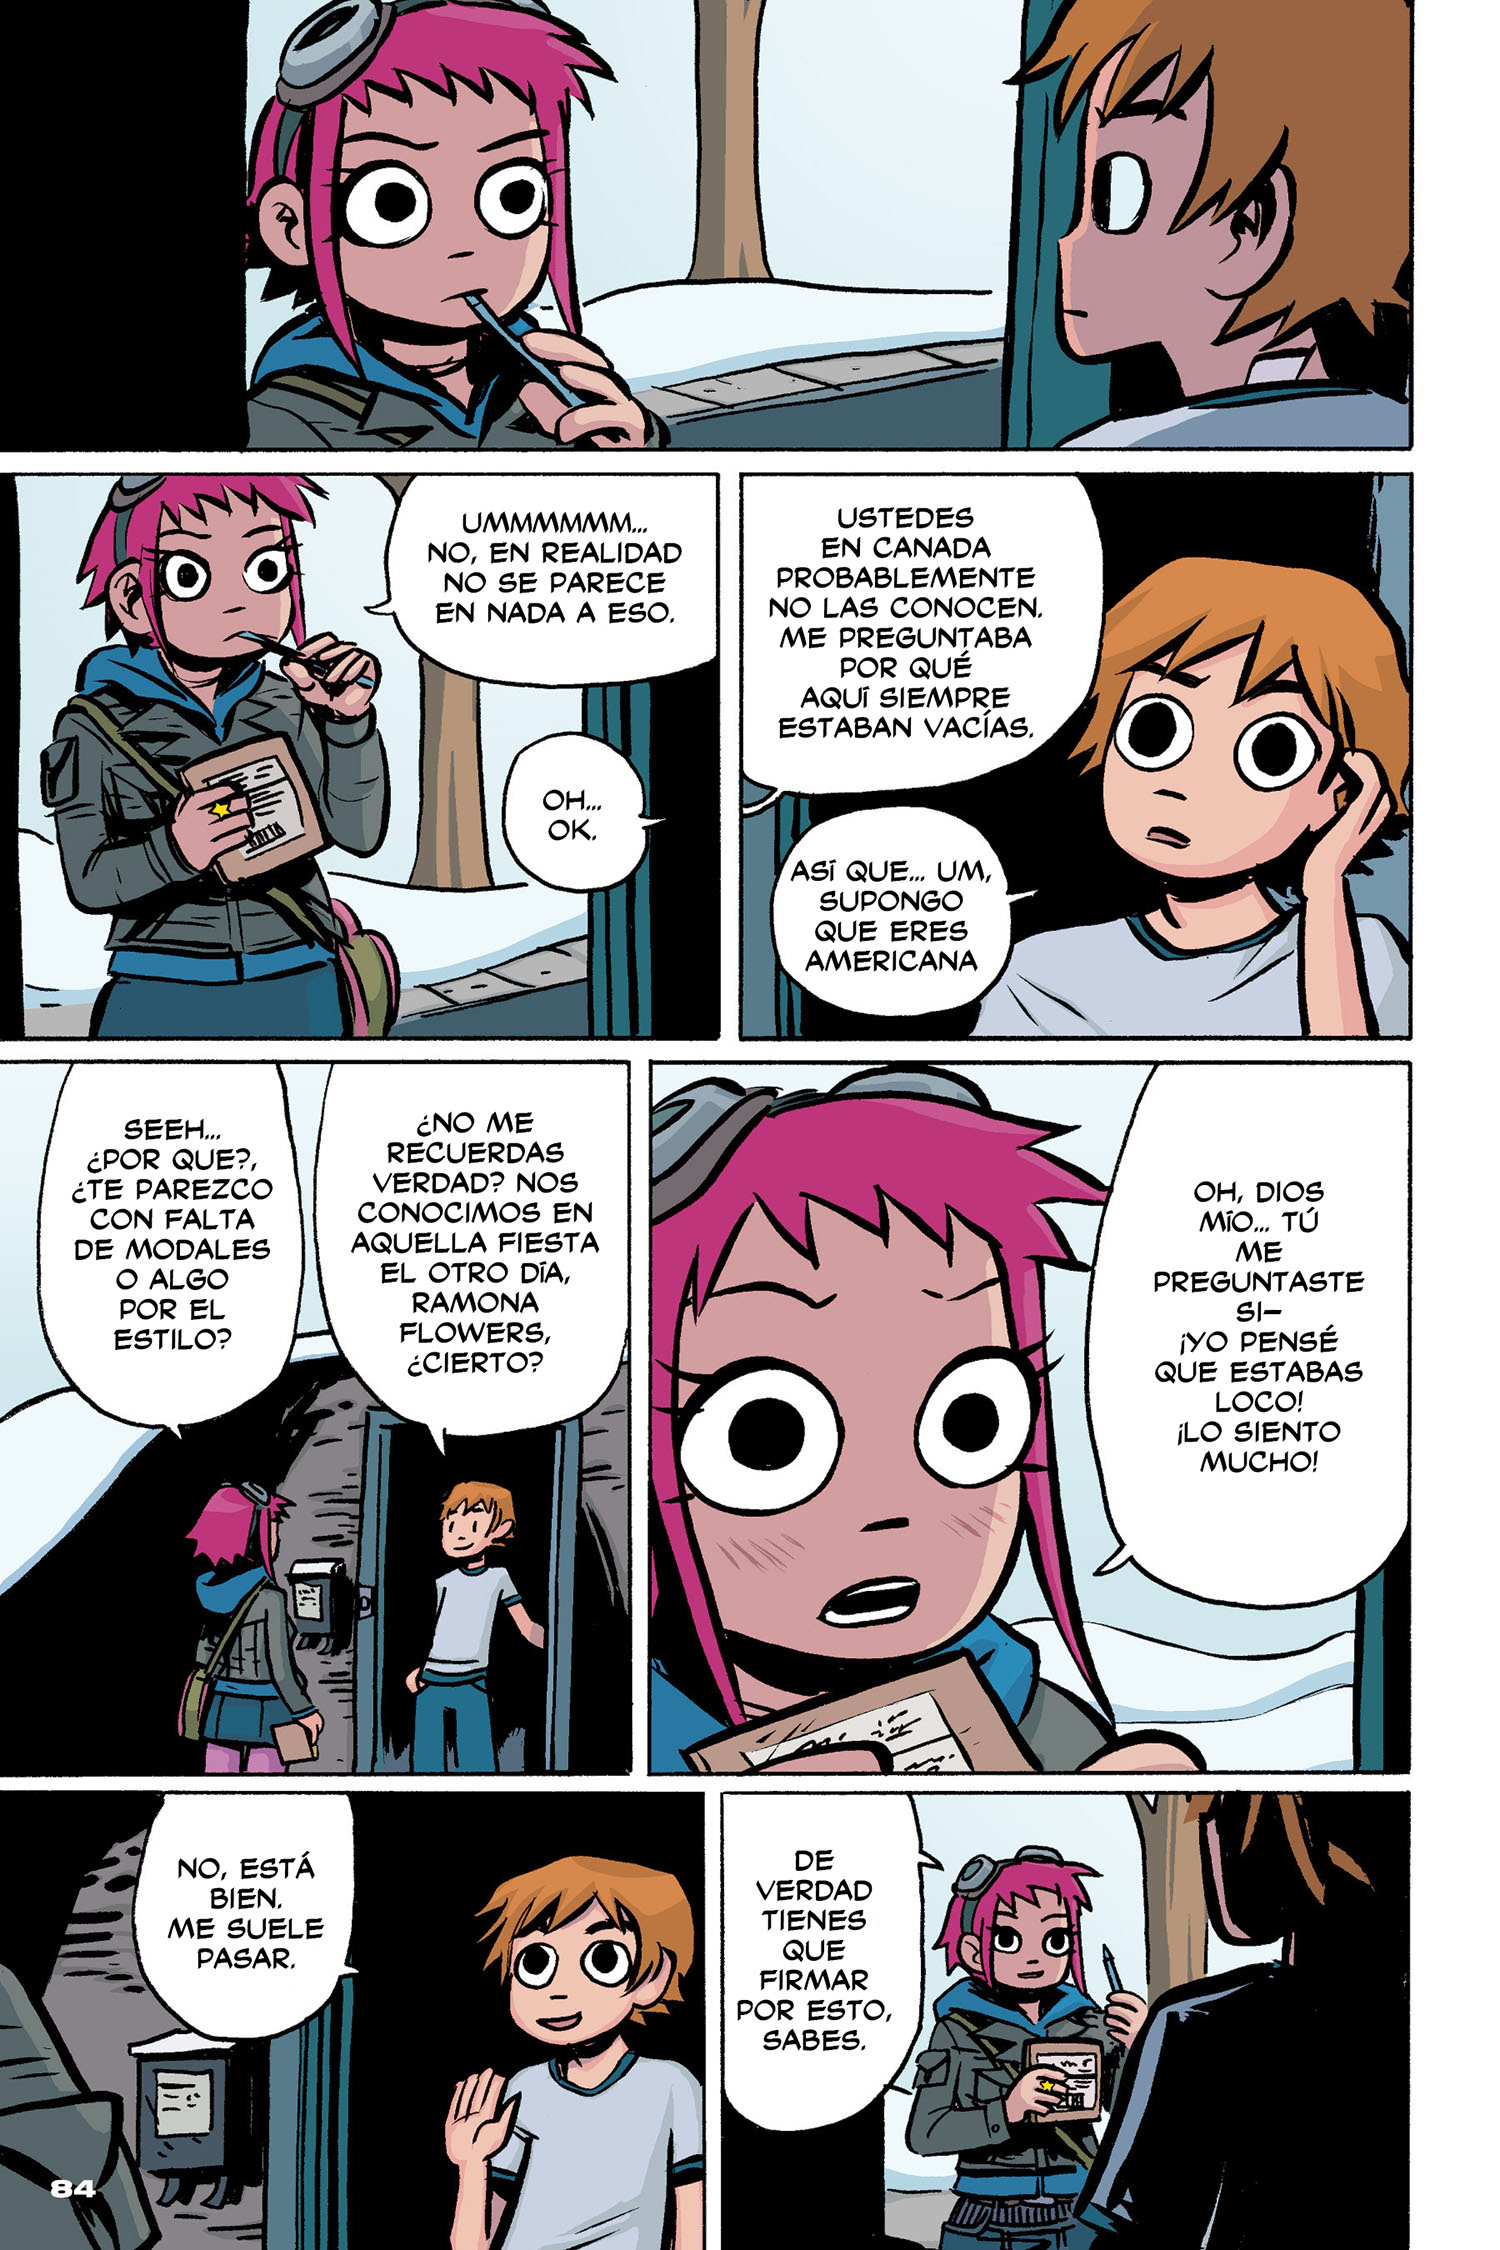 UMMMMMM...
NO, EN REALIDAD
NO SE PARECE
EN NADA A ESO.
OH...
OK.
USTEDES
EN CANADA
PROBABLEMENTE
NO LAS CONOCEN.
ME PREGUNTABA
POR QUÉ
AQUÍ SIEMPRE
ESTABAN VACÍAS.
ASÍ QUE... UM,
SUPONGO
QUE ERES
AMERICANA
SEEH...
¿POR QUE?,
¿TE PAREZCO
CON FALTA
DE MODALES
O ALGO
POR EL
ESTILO?
¿NO ME
RECUERDAS
VERDAD? NOS
CONOCIMOS EN
AQUELLA FIESTA
EL OTRO DÍA,
RAMONA
FLOWERS,
¿CIERTO?
OH, DIOS
MÍO... TÚ
ME
PREGUNTASTE
SI–
¡YO PENSÉ
QUE ESTABAS
LOCO!
¡LO SIENTO
MUCHO!
NO, ESTÁ
BIEN.
ME SUELE
PASAR.
DE
VERDAD
TIENES
QUE
FIRMAR
POR ESTO,
SABES.
84